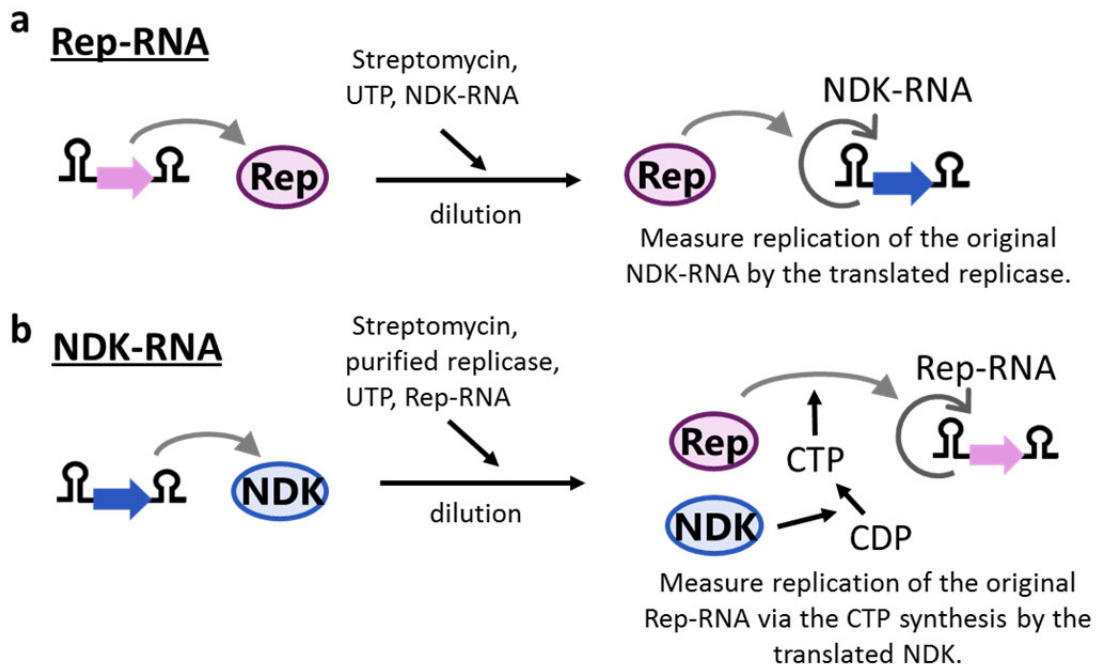 a
Rep-RNA
Streptomycin,
UTP, NDK-RNA
Rep
dilution
Rep
NDK-RNA
Measure replication of the original
NDK-RNA by the translated replicase.
b
NDK-RNA
Streptomycin,
purified replicase,
UTP, Rep-RNA
NDK
dilution
Rep
NDK
CTP
CDP
Rep-RNA
Measure replication of the original
Rep-RNA via the CTP synthesis by the
translated NDK.